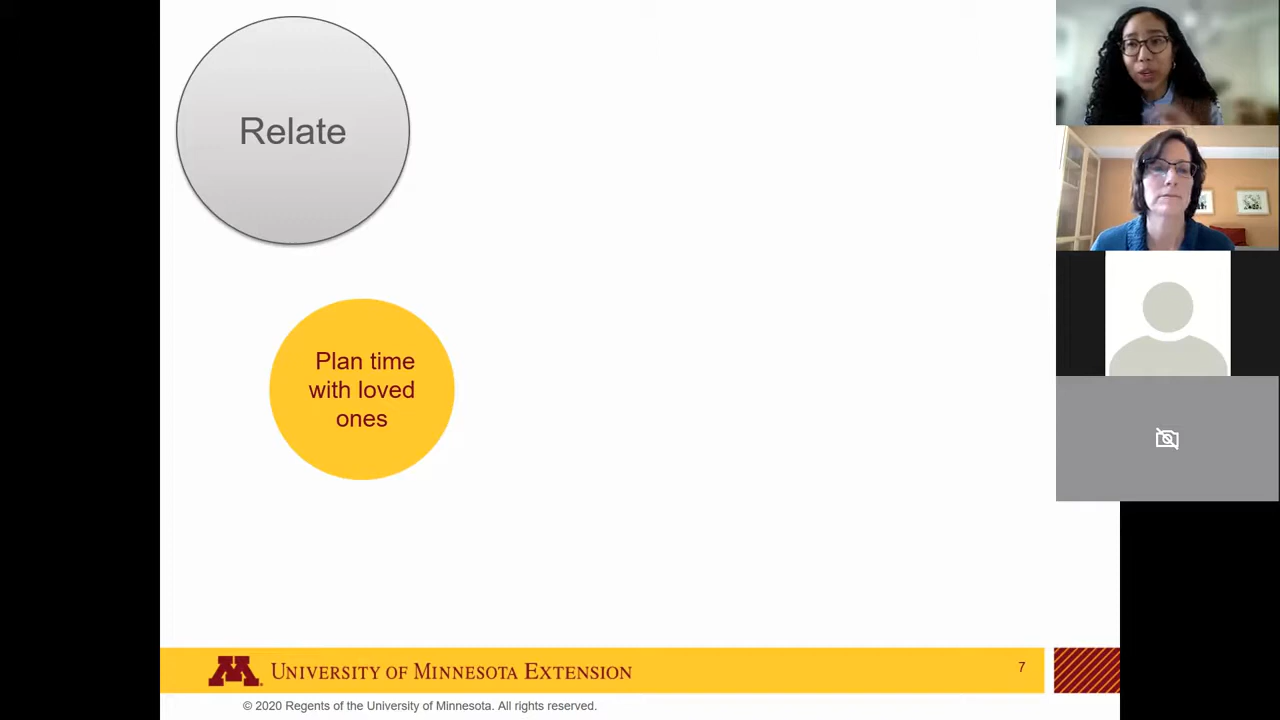 Relate
Plan time
with loved
ones
M
UNIVERSITY OF MINNESOTA EXTENSION
7
© 2020 Regents of the University of Minnesota. All rights reserved.